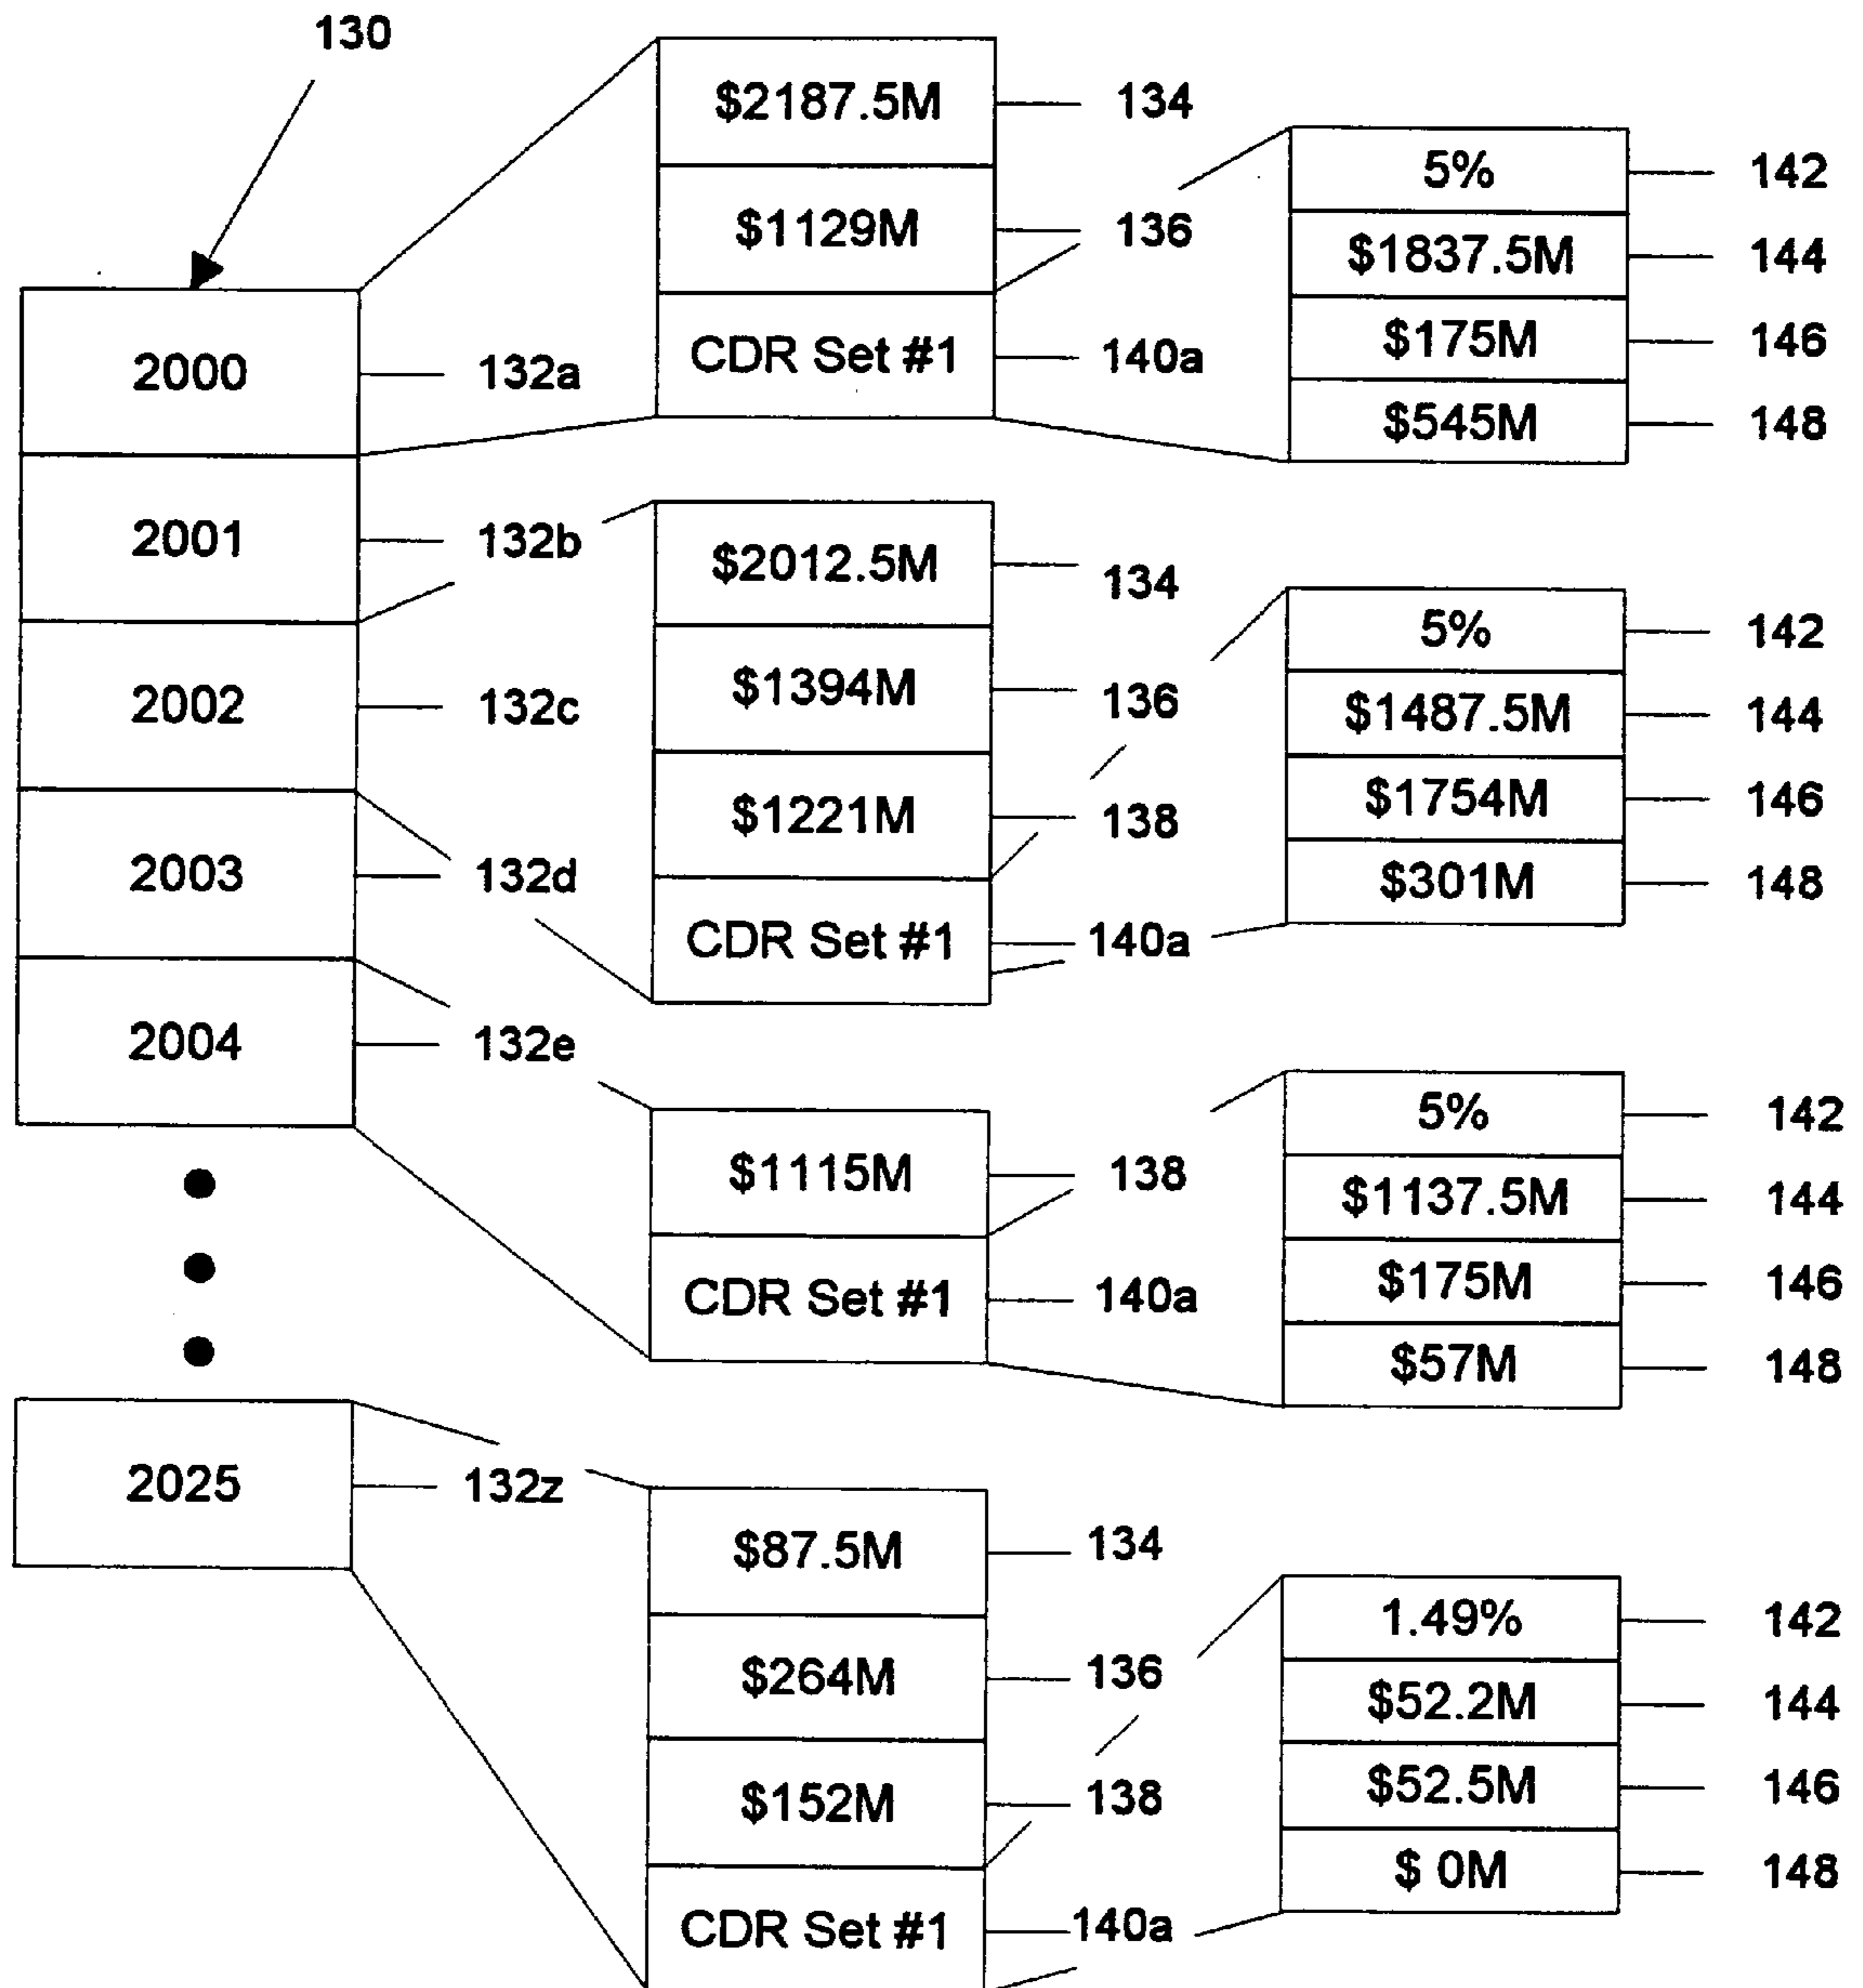 130
$2187.5M 134
$1129M 136
CDR Set #1 140a
5% 142
$1837.5M 144
$175M 146
$545M 148
2000 132a
2001 132b
2002 132c
2003 132d
2004 132e
$2012.5M 134
$1394M 136
$1221M 138
CDR Set #1 140a
5% 142
$1487.5M 144
$1754M 146
$301M 148
$1115M 138
CDR Set #1 140a
5% 142
$1137.5M 144
$175M 146
$57M 148
2025 132z
$87.5M 134
$264M 136
$152M 138
CDR Set #1 140a
1.49% 142
$52.2M 144
$52.5M 146
$ 0M 148